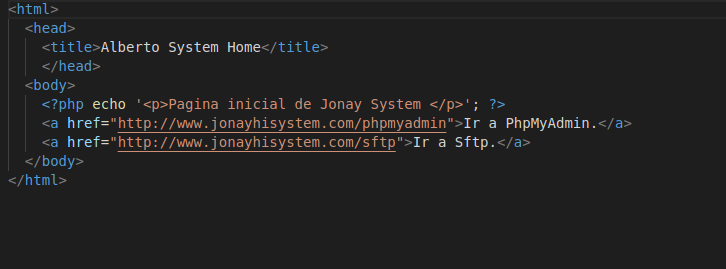 <html>
<head>
<title>Alberto System Home</title>
</head>
<body>
<?php echo '<p>Pagina inicial de Jonay System </p>'; ?>
<a href="http://www.jonayhisystem.com/phpmyadmin">Ir a PhpMyAdmin.</a>
<a href="http://www.jonayhisystem.com/sftp">Ir a Sftp.</a>
</body>
</html>